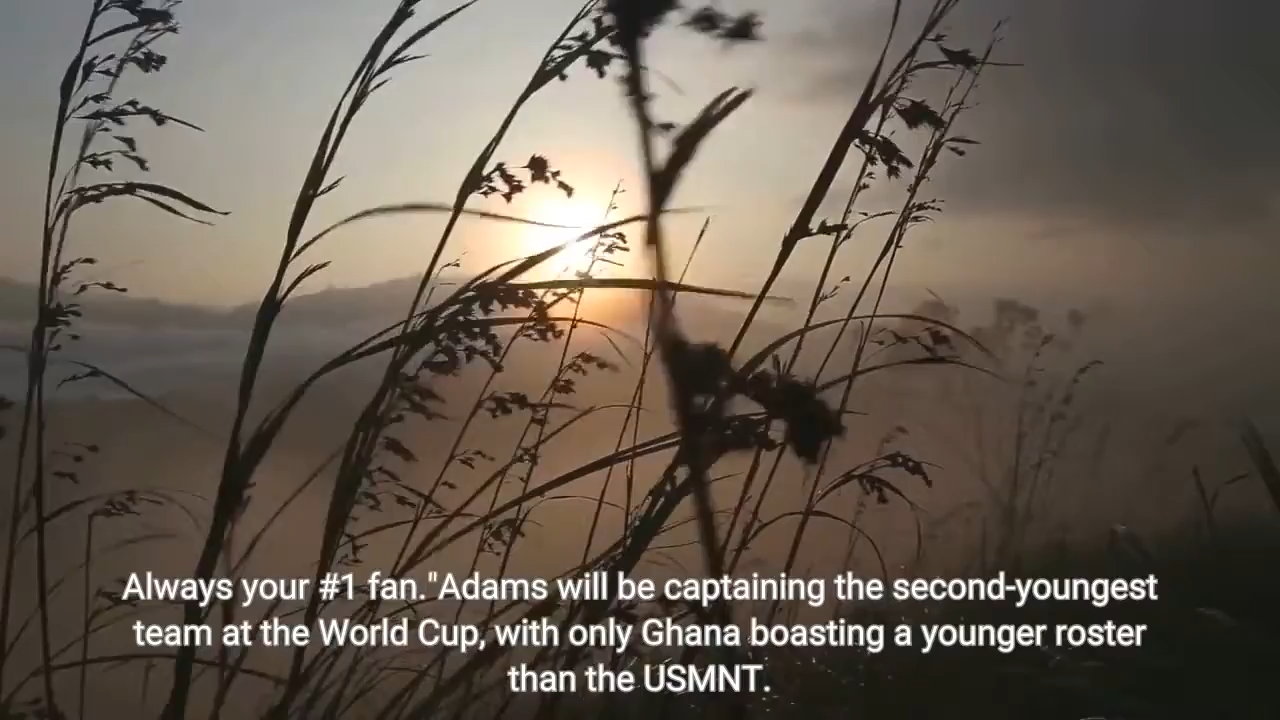 Always your #1 fan."Adams will be captaining the second-youngest
team at the World Cup, with only Ghana boasting a younger roster
than the USMNT.